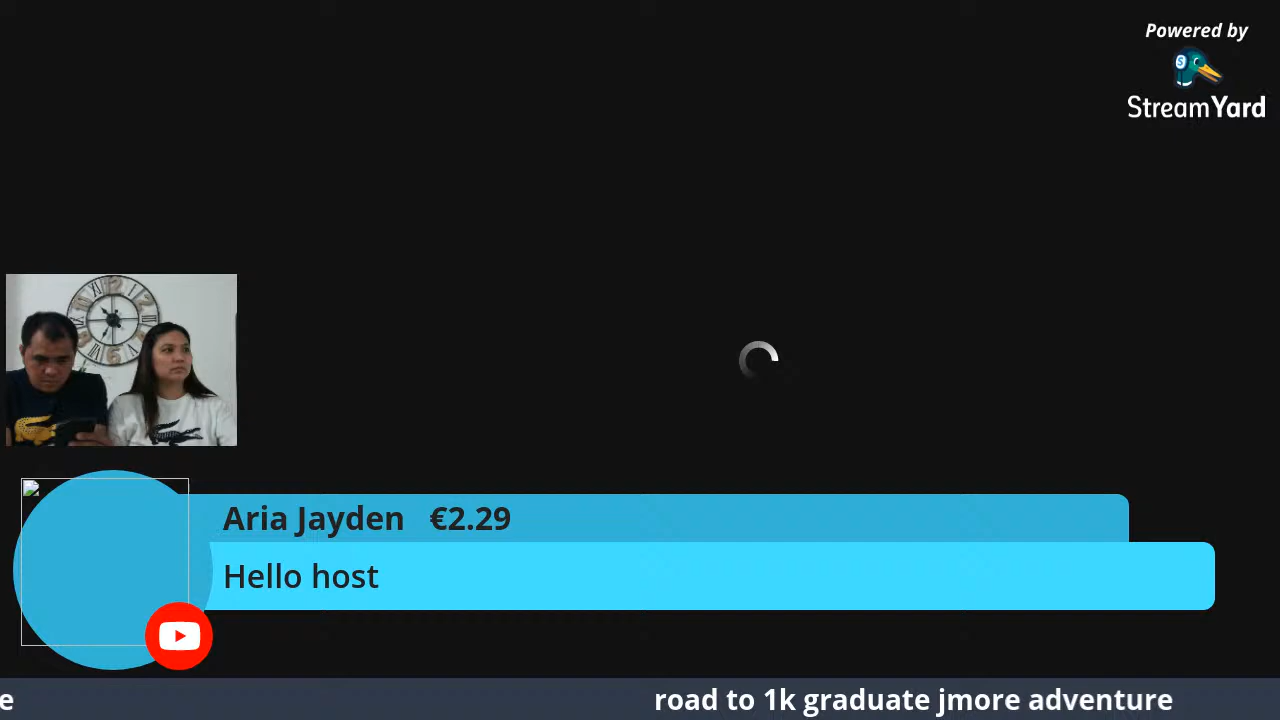 Powered by
StreamYard
Aria Jayden €2.29
Hello host
e road to 1k graduate jmore adventure